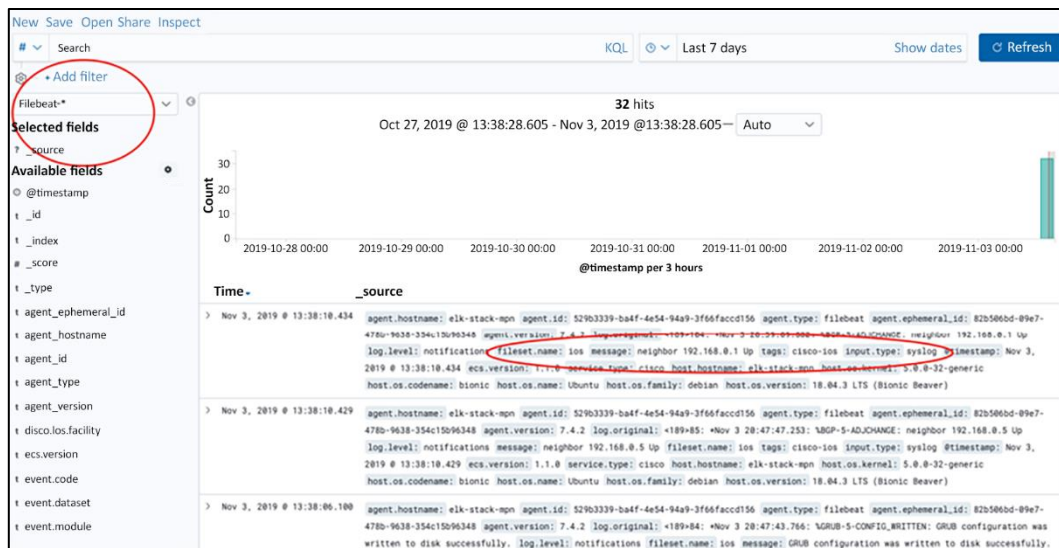 New Save Open Share Inspect
# Search KQL Last 7 days Show dates Refresh
+ Add filter
Filebeat-*
Selected fields
? _source
Available fields
@timestamp
t _id
t _index
# _score
t _type
t agent_ephemeral_id
t agent_hostname
t agent_id
t agent_type
t agent_version
t disco.los.facility
t ecs.version
t event.code
t event.dataset
t event.module
32 hits
Oct 27, 2019 @ 13:38:28.605 - Nov 3, 2019 @13:38:28.605— Auto
Count
30
20
10
0
2019-10-28 00:00 2019-10-29 00:00 2019-10-30 00:00 2019-10-31 00:00 2019-11-01 00:00 2019-11-02 00:00 2019-11-03 00:00
@timestamp per 3 hours
Time _source
> Nov 3, 2019 @ 13:38:10.434 agent.hostname: elk-stack-mpn agent.id: 529b3339-ba4f-4e54-94a9-3f66faccd156 agent.type: filebeat agent.ephemeral_id: 82b506bd-09e7-
478b-9638-354c15b96348 agent.version: 7.4.2 log.original: %BGP-5-ADJCHANGE: neighbor 192.168.0.1 Up
log.level: notifications fileset.name: ios message: neighbor 192.168.0.1 Up tags: cisco-ios input.type: syslog @timestamp: Nov 3,
2019 @ 13:38:10.434 ecs.version: 1.1.0 service.type: cisco host.hostname: elk-stack-mpn host.os.kernel: 5.0.0-32-generic
host.os.codename: bionic host.os.name: Ubuntu host.os.family: debian host.os.version: 18.04.3 LTS (Bionic Beaver)
> Nov 3, 2019 @ 13:38:10.429 agent.hostname: elk-stack-mpn agent.id: 529b3339-ba4f-4e54-94a9-3f66faccd156 agent.type: filebeat agent.ephemeral_id: 82b506bd-09e7-
478b-9638-354c15b96348 agent.version: 7.4.2 log.original: <189>85: *Nov 3 20:47:47.253: %BGP-5-ADJCHANGE: neighbor 192.168.0.5 Up
log.level: notifications message: neighbor 192.168.0.5 Up fileset.name: ios tags: cisco-ios input.type: syslog @timestamp: Nov 3,
2019 @ 13:38:10.429 ecs.version: 1.1.0 service.type: cisco host.hostname: elk-stack-mpn host.os.kernel: 5.0.0-32-generic
host.os.codename: bionic host.os.name: Ubuntu host.os.family: debian host.os.version: 18.04.3 LTS (Bionic Beaver)
> Nov 3, 2019 @ 13:38:06.100 agent.hostname: elk-stack-mpn agent.id: 529b3339-ba4f-4e54-94a9-3f66faccd156 agent.type: filebeat agent.ephemeral_id: 82b506bd-09e7-
478b-9638-354c15b96348 agent.version: 7.4.2 log.original: <189>84: *Nov 3 20:47:43.766: %GRUB-5-CONFIG_WRITTEN: GRUB configuration was
written to disk successfully. log.level: notifications fileset.name: ios message: GRUB configuration was written to disk successfully.